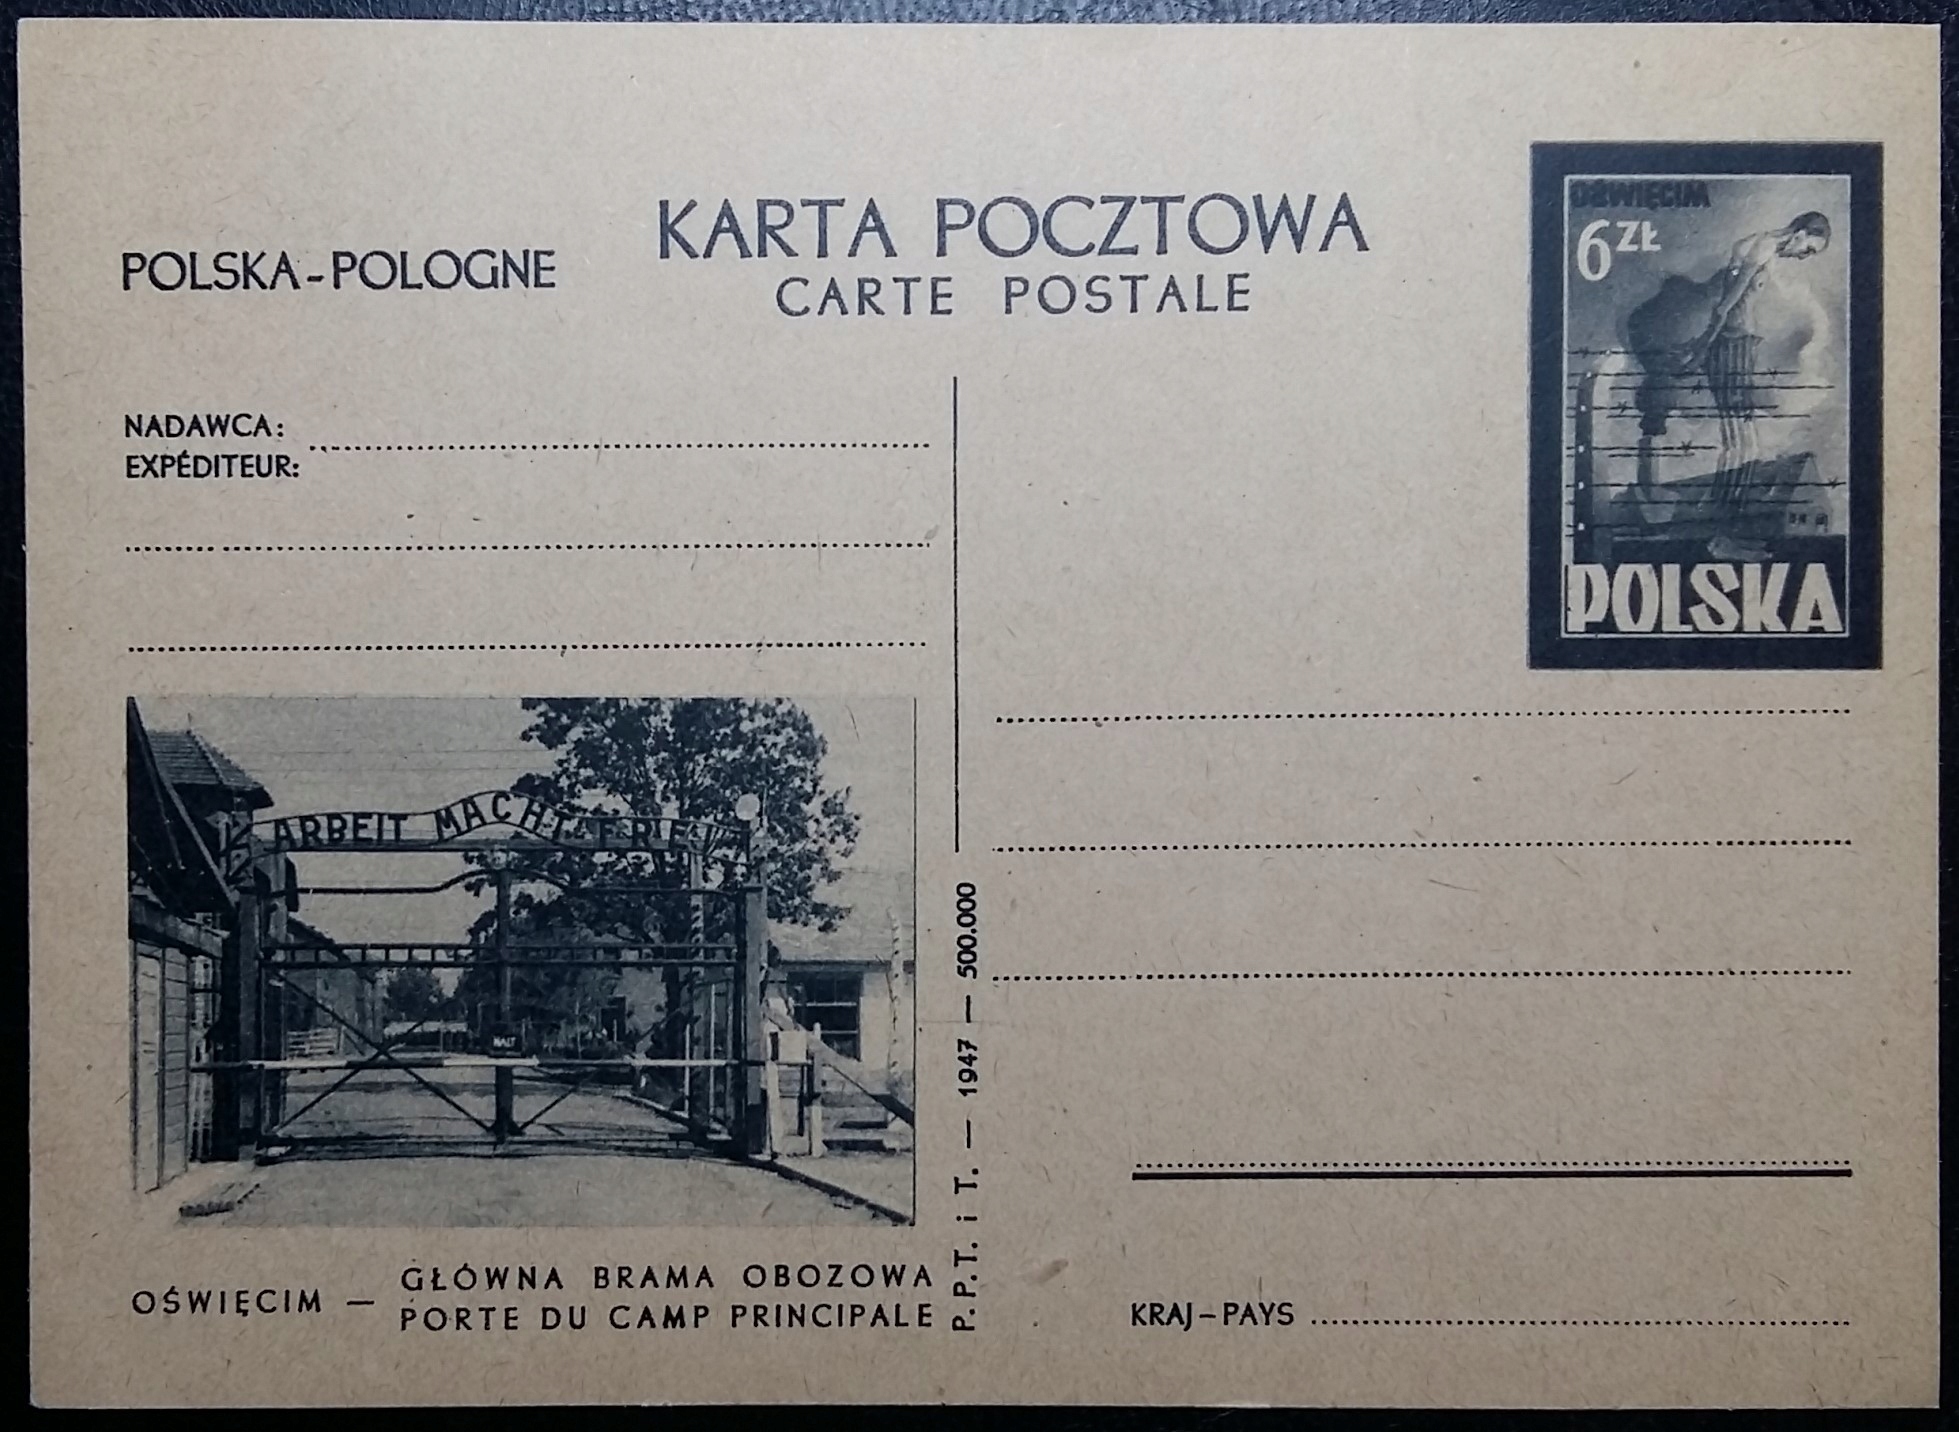 POLSKA-POLOGNE
KARTA POCZTOWA
CARTE POSTALE
OŚWIĘCIM
6 ZŁ
POLSKA
NADAWCA:
EXPÉDITEUR:
ARBEIT MACHT FREI
HALT
OŚWIĘCIM —
GŁÓWNA BRAMA OBOZOWA
PORTE DU CAMP PRINCIPALE
P.P.T. i T. — 1947 — 500.000
KRAJ-PAYS